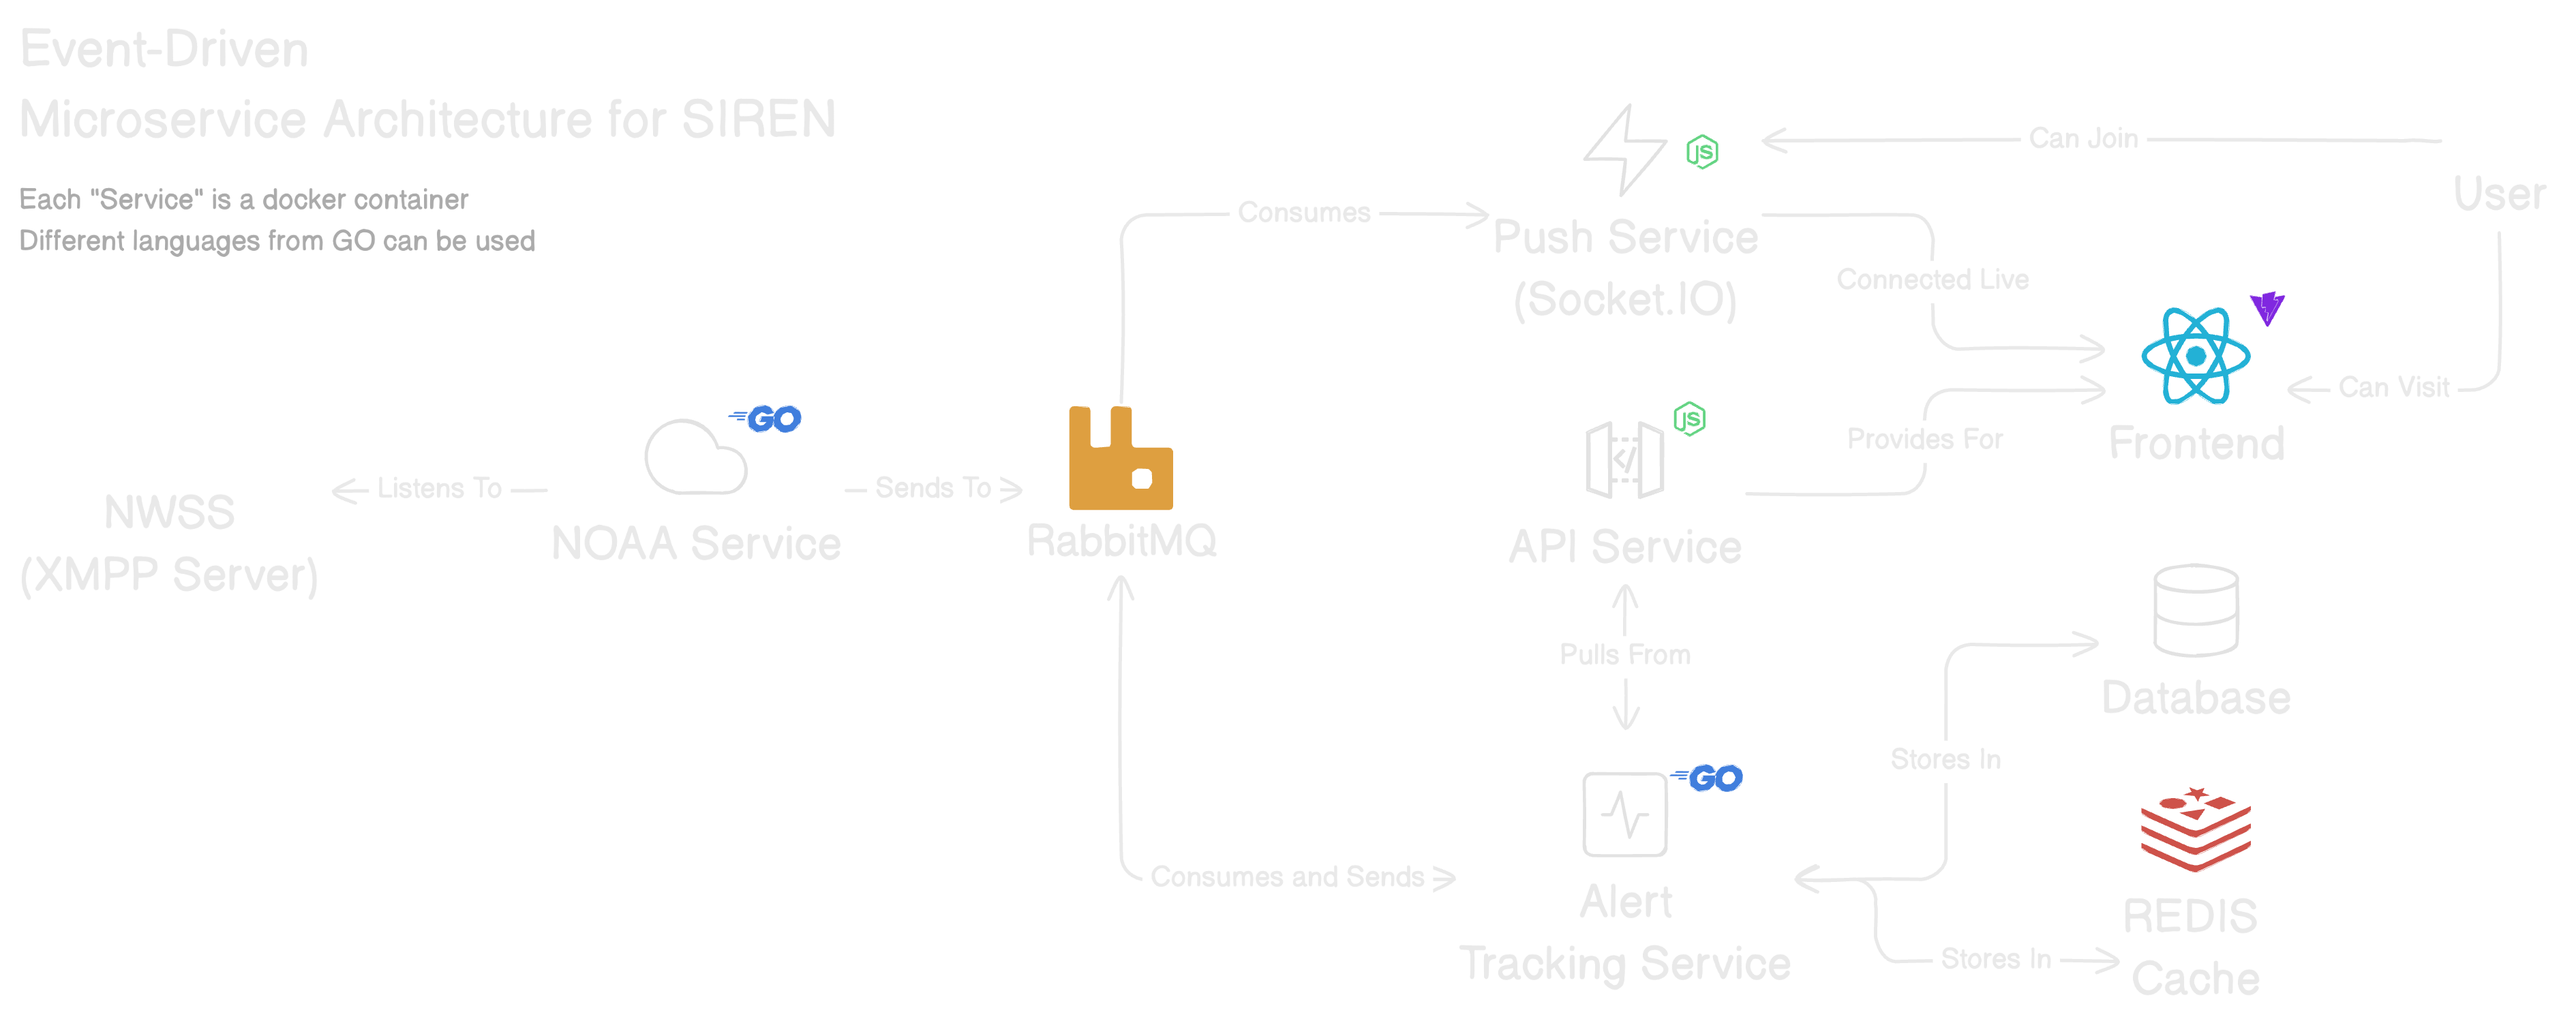 Event-Driven
Microservice Architecture for SIREN
Each "Service" is a docker container
Different languages from GO can be used
NWSS
(XMPP Server)
Listens To
GO
NOAA Service
Sends To
RabbitMQ
Consumes
JS
Push Service
(Socket.IO)
Can Join
User
Connected Live
Can Visit
Frontend
JS
</>
API Service
Provides For
Pulls From
Database
Stores In
GO
Alert
Tracking Service
Consumes and Sends
Stores In
REDIS
Cache